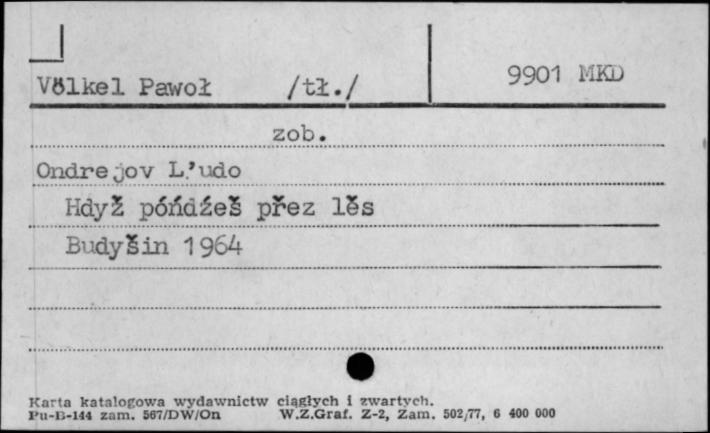 Völkel Pawoł /tł./ 9901 MKD
zob.
Ondrejov L'udo
Hdyž póńdźeš přez lěs
Budyšin 1964
Karta katalogowa wydawnictw ciągłych i zwartych.
Pu-B-144 zam. 567/DW/On W.Z.Graf. Z-2, Zam. 502/77, 6 400 000